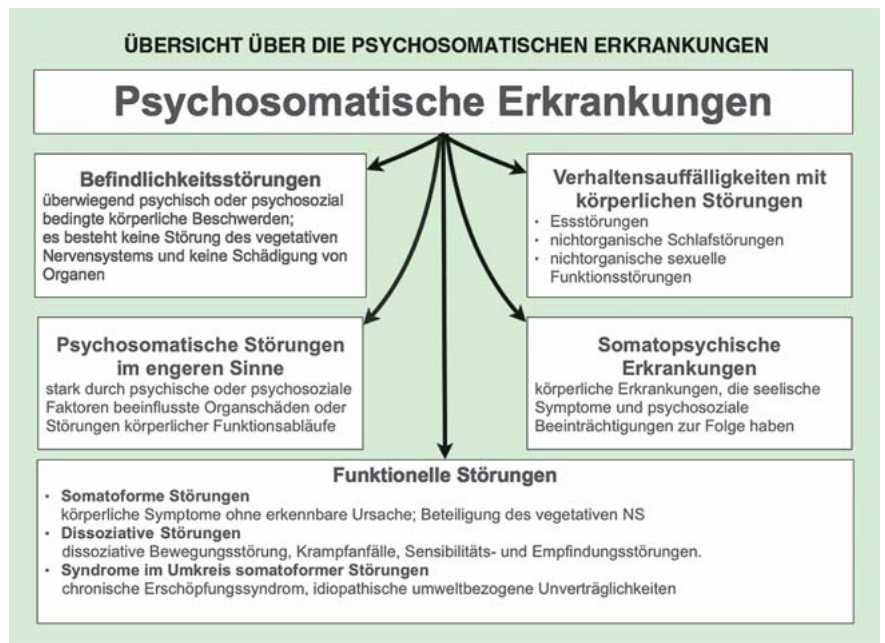 ÜBERSICHT ÜBER DIE PSYCHOSOMATISCHEN ERKRANKUNGEN
Psychosomatische Erkrankungen
Befindlichkeitsstörungen
überwiegend psychisch oder psychosozial
bedingte körperliche Beschwerden;
es besteht keine Störung des vegetativen
Nervensystems und keine Schädigung von
Organen
Verhaltensauffälligkeiten mit
körperlichen Störungen
· Essstörungen
· nichtorganische Schlafstörungen
· nichtorganische sexuelle
Funktionsstörungen
Psychosomatische Störungen
im engeren Sinne
stark durch psychische oder psychosoziale
Faktoren beeinflusste Organschäden oder
Störungen körperlicher Funktionsabläufe
Somatopsychische
Erkrankungen
körperliche Erkrankungen, die seelische
Symptome und psychosoziale
Beeinträchtigungen zur Folge haben
Funktionelle Störungen
· Somatoforme Störungen
körperliche Symptome ohne erkennbare Ursache; Beteiligung des vegetativen NS
· Dissoziative Störungen
dissoziative Bewegungsstörung, Krampfanfälle, Sensibilitäts- und Empfindungsstörungen.
· Syndrome im Umkreis somatoformer Störungen
chronische Erschöpfungssyndrom, idiopathische umweltbezogene Unverträglichkeiten